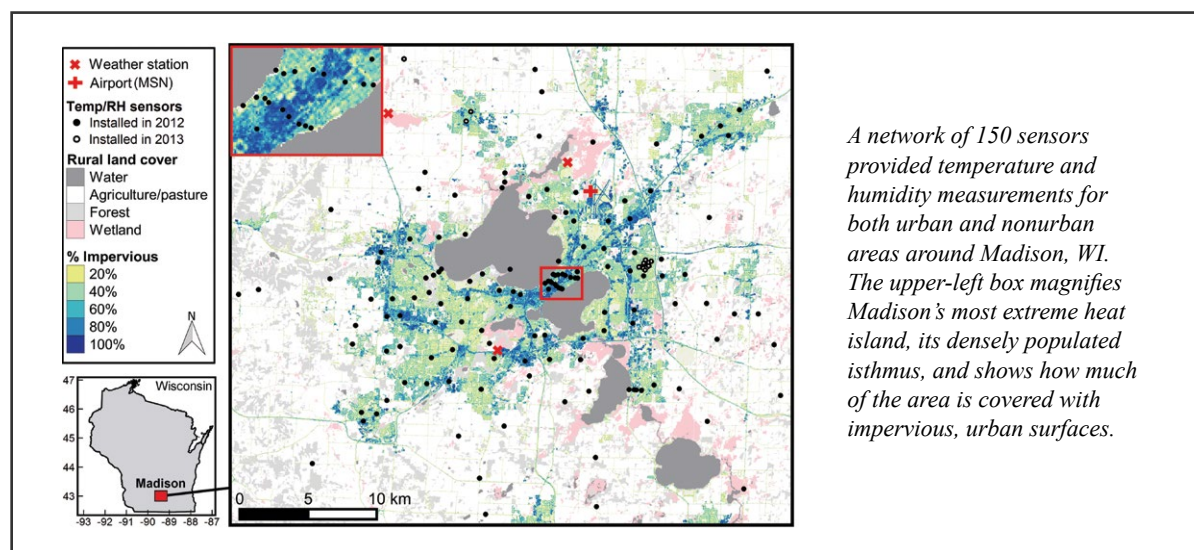 Weather station
Airport (MSN)
Temp/RH sensors
Installed in 2012
Installed in 2013
Rural land cover
Water
Agriculture/pasture
Forest
Wetland
% Impervious
20%
40%
60%
80%
100%
N
47
46
45
44
43
Wisconsin
Madison
-93 -92 -91 -90 -89 -88 -87
0 5 10 km
A network of 150 sensors
provided temperature and
humidity measurements for
both urban and nonurban
areas around Madison, WI.
The upper-left box magnifies
Madison's most extreme heat
island, its densely populated
isthmus, and shows how much
of the area is covered with
impervious, urban surfaces.